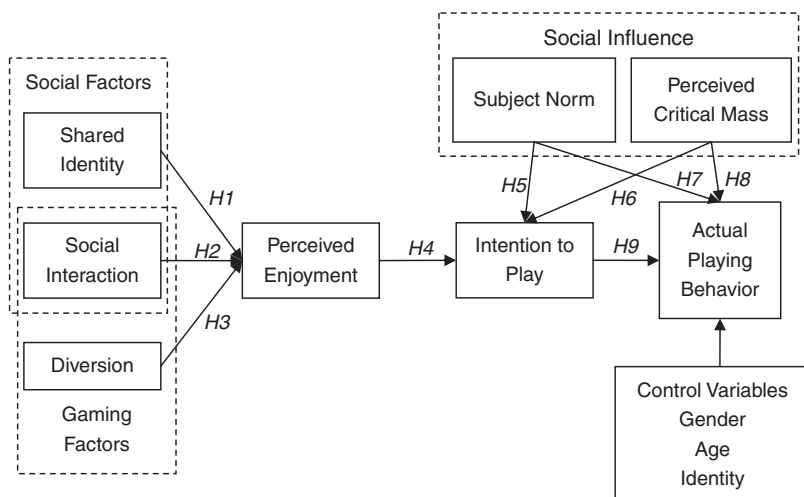 Social Influence
Social Factors
Subject Norm
Perceived
Critical Mass
Shared
Identity
H1
H5
H6
H7
H8
Social
Interaction
H2
Perceived
Enjoyment
H4
Intention to
Play
H9
Actual
Playing
Behavior
H3
Diversion
Gaming
Factors
Control Variables
Gender
Age
Identity